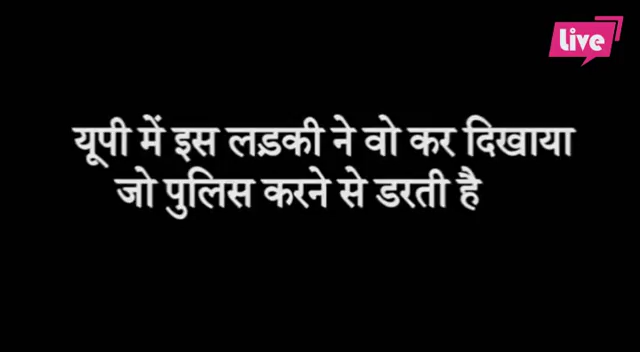 Live
यूपी में इस लड़की ने वो कर दिखाया
जो पुलिस करने से डरती है